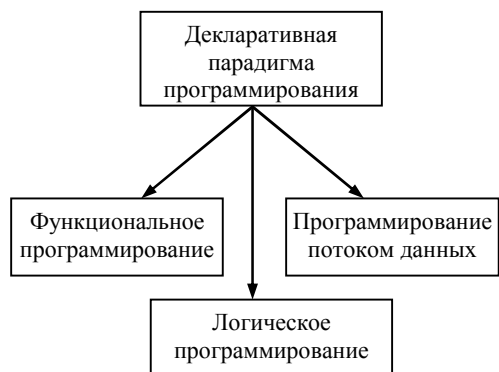 Декларативная
парадигма
программирования
Функциональное
программирование
Программирование
потоком данных
Логическое
программирование